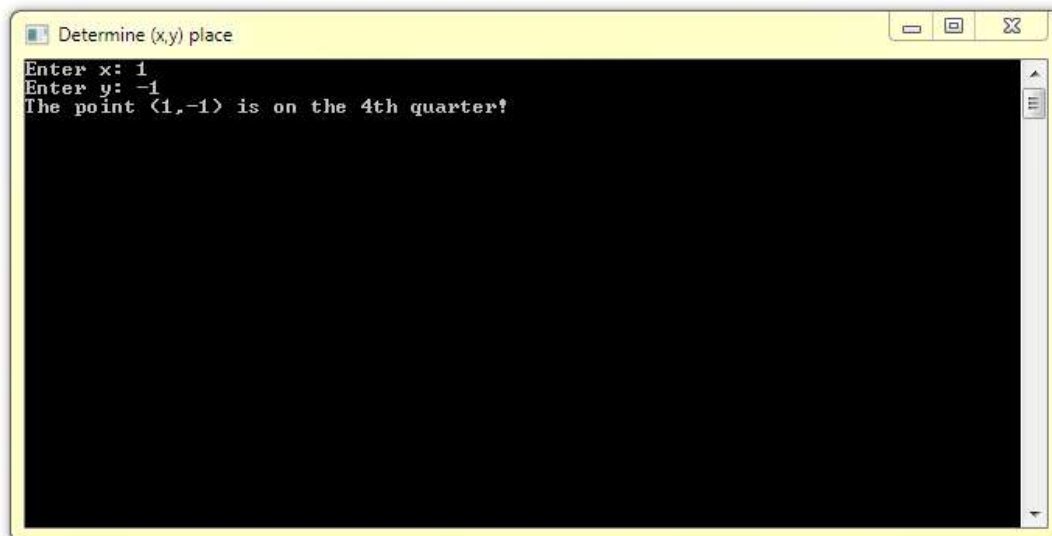 Determine (x,y) place
Enter x: 1
Enter y: -1
The point (1,-1) is on the 4th quarter!